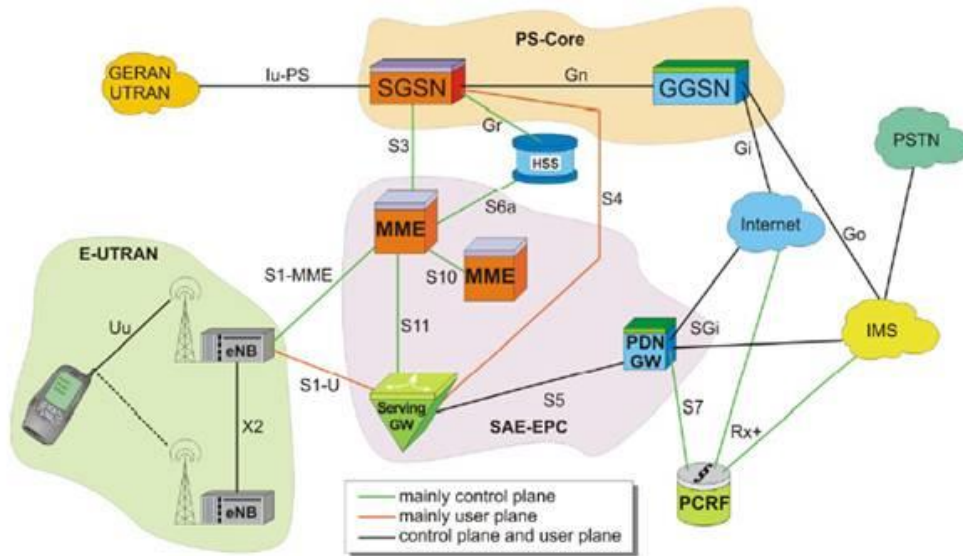 PS-Core
GERAN
UTRAN
Iu-PS
SGSN
Gn
GGSN
Gr
HSS
Gi
PSTN
S3
S4
S6a
MME
Internet
Go
E-UTRAN
S1-MME
S10
MME
Uu
eNB
S11
SGi
PDN
GW
IMS
S1-U
Serving
GW
S5
SAE-EPC
S7
Rx+
X2
PCRF
eNB
mainly control plane
mainly user plane
control plane and user plane